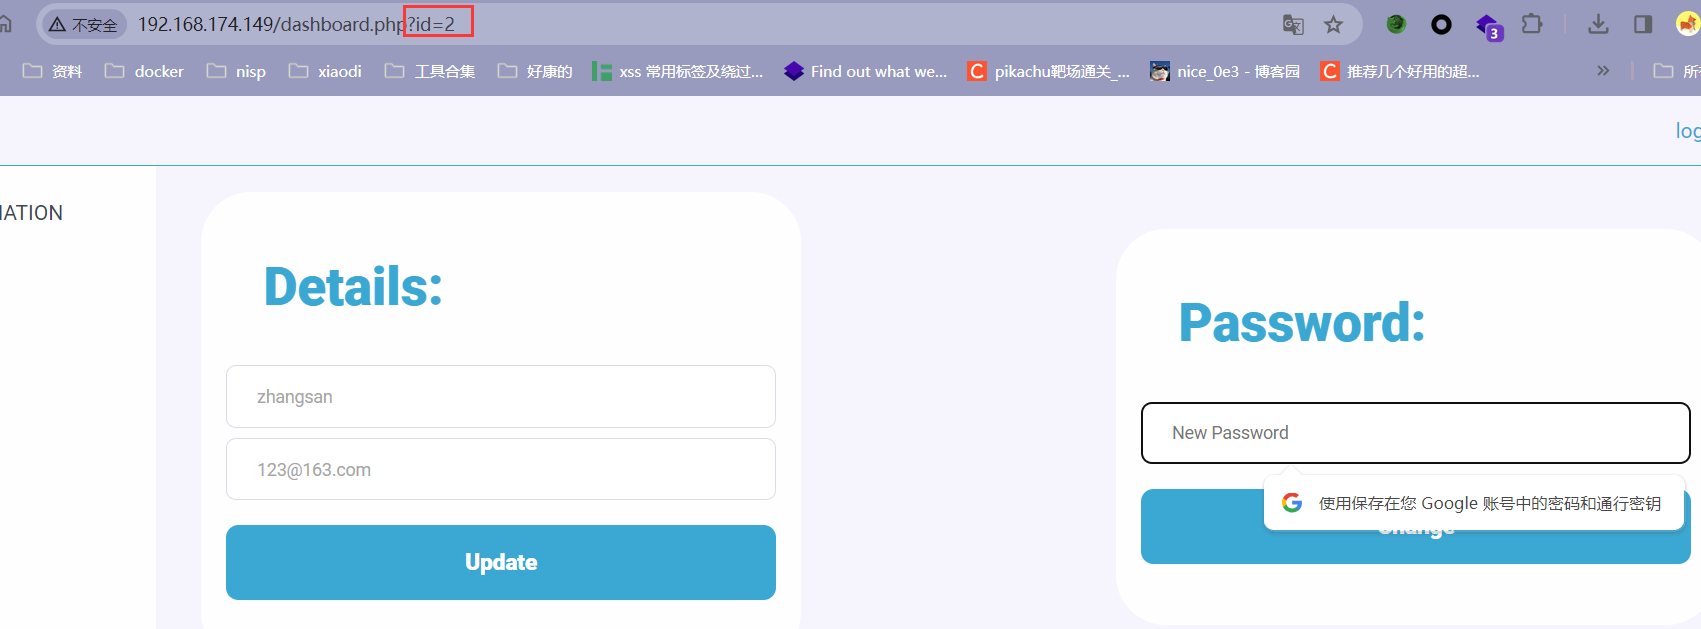 不安全 192.168.174.149/dashboard.php?id=2
3
资料 docker nisp xiaodi 工具合集 好康的 xss 常用标签及绕过... Find out what we... pikachu靶场通关_... nice_0e3 - 博客园 推荐几个好用的超... » 所
log
IATION
Details:
zhangsan
123@163.com
Update
Password:
New Password
使用保存在您 Google 账号中的密码和通行密钥
Change